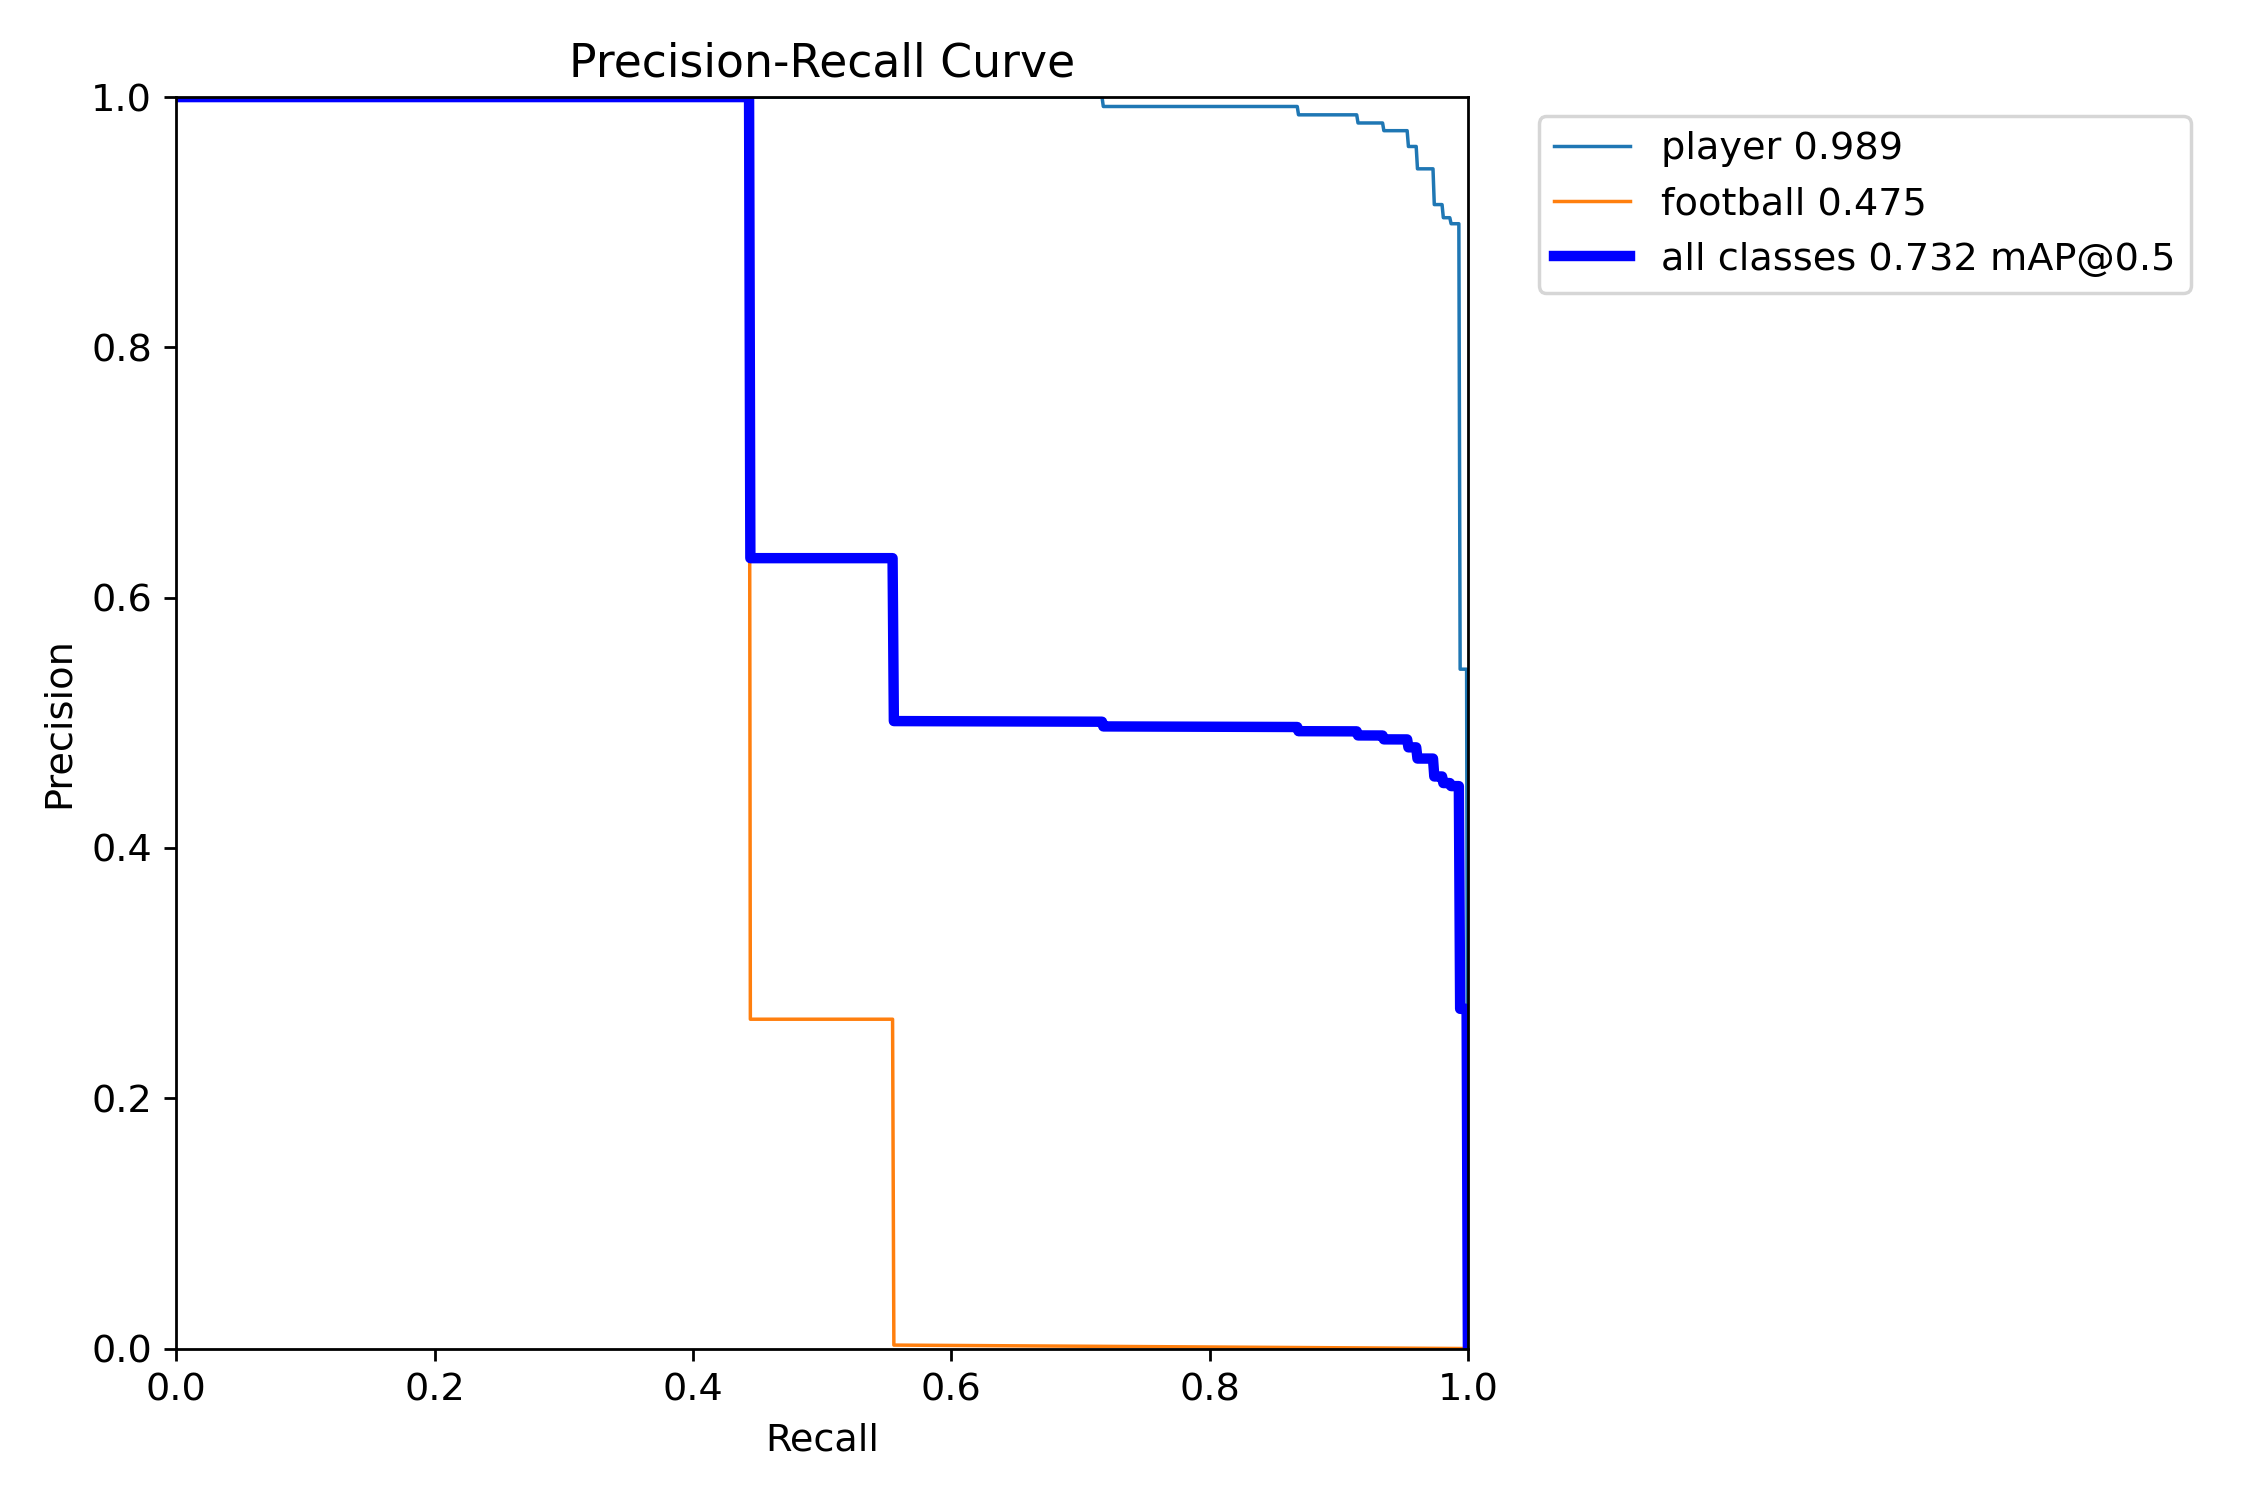 Precision-Recall Curve
1.0
0.8
0.6
0.4
0.2
0.0
Precision
0.0 0.2 0.4 0.6 0.8 1.0
Recall
player 0.989
football 0.475
all classes 0.732 mAP@0.5